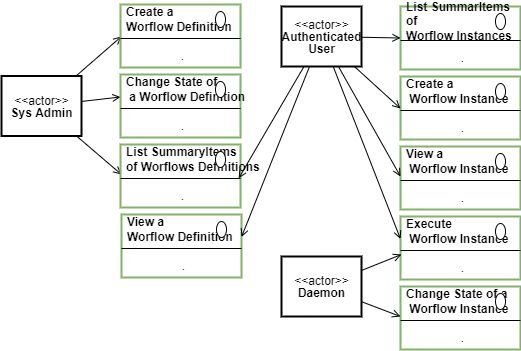 Create a
Worflow Definition
.
<<actor>>
Sys Admin
Change State of
a Worflow Definition
.
List SummaryItems
of Worflows Definitions
.
View a
Worflow Definition
.
<<actor>>
Authenticated
User
List SummarItems
of
Worflow Instances
.
Create a
Worflow Instance
.
View a
Worflow Instance
.
Execute
Worflow Instance
.
<<actor>>
Daemon
Change State of a
Worflow Instance
.